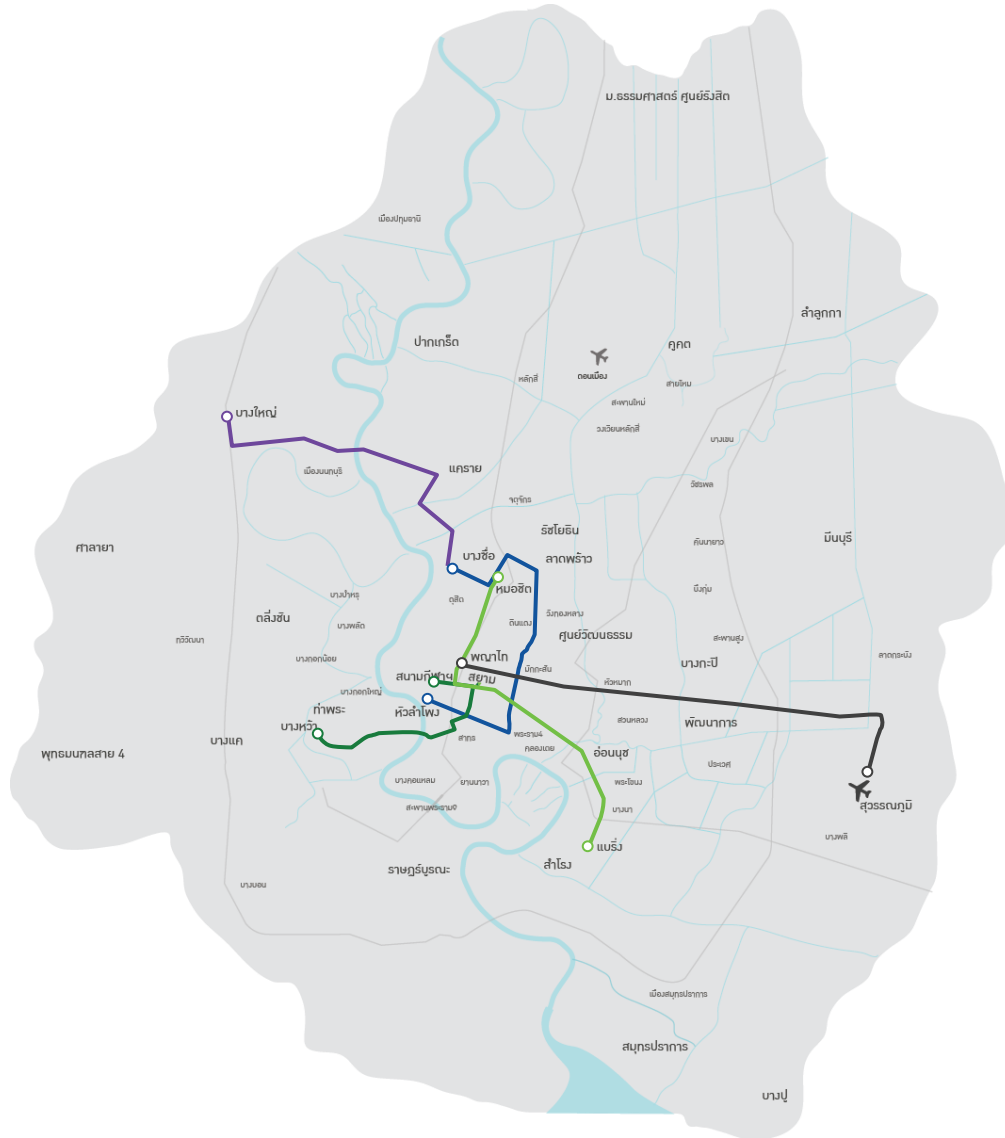 ม.ธรรมศาสตร์ ศูนย์รังสิต
เมืองปทุมธานี
ลำลูกกา
ปากเกร็ด
คูคต
ดอนเมือง
หลักสี่
สายไหม
สะพานใหม่
บางใหญ่
วงเวียนหลักสี่
บางเขน
เมืองนนทบุรี
แคราย
วัชรพล
จตุจักร
รัชโยธิน
คันนายาว
มีนบุรี
ศาลายา
บางซื่อ
ลาดพร้าว
หมอชิต
บึงกุ่ม
บางบำหรุ
ดุสิต
ตลิ่งชัน
บางพลัด
วังทองหลาง
ดินแดง
ศูนย์วัฒนธรรม
สะพานสูง
ทวีวัฒนา
บางกอกน้อย
พญาไท
มักกะสัน
บางกะปิ
ลาดกระบัง
สนามกีฬาฯ
สยาม
หัวหมาก
บางกอกใหญ่
ท่าพระ
หัวลำโพง
สวนหลวง
พัฒนาการ
บางหว้า
บางแค
สาทร
พระราม4
คลองเตย
พุทธมณฑลสาย 4
อ่อนนุช
ประเวศ
บางคอแหลม
ยานนาวา
พระโขนง
สะพานพระราม9
บางนา
สุวรรณภูมิ
บางพลี
แบริ่ง
สำโรง
ราษฎร์บูรณะ
บางบอน
เมืองสมุทรปราการ
สมุทรปราการ
บางปู